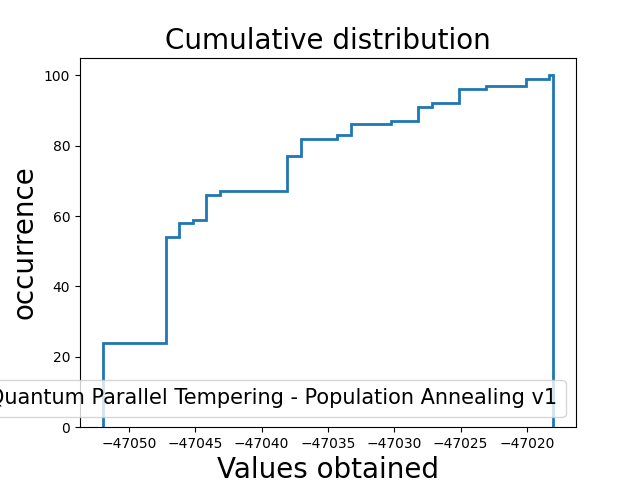 Cumulative distribution
occurrence
100
80
60
40
20
0
Quantum Parallel Tempering - Population Annealing v1
−47050 −47045 −47040 −47035 −47030 −47025 −47020
Values obtained